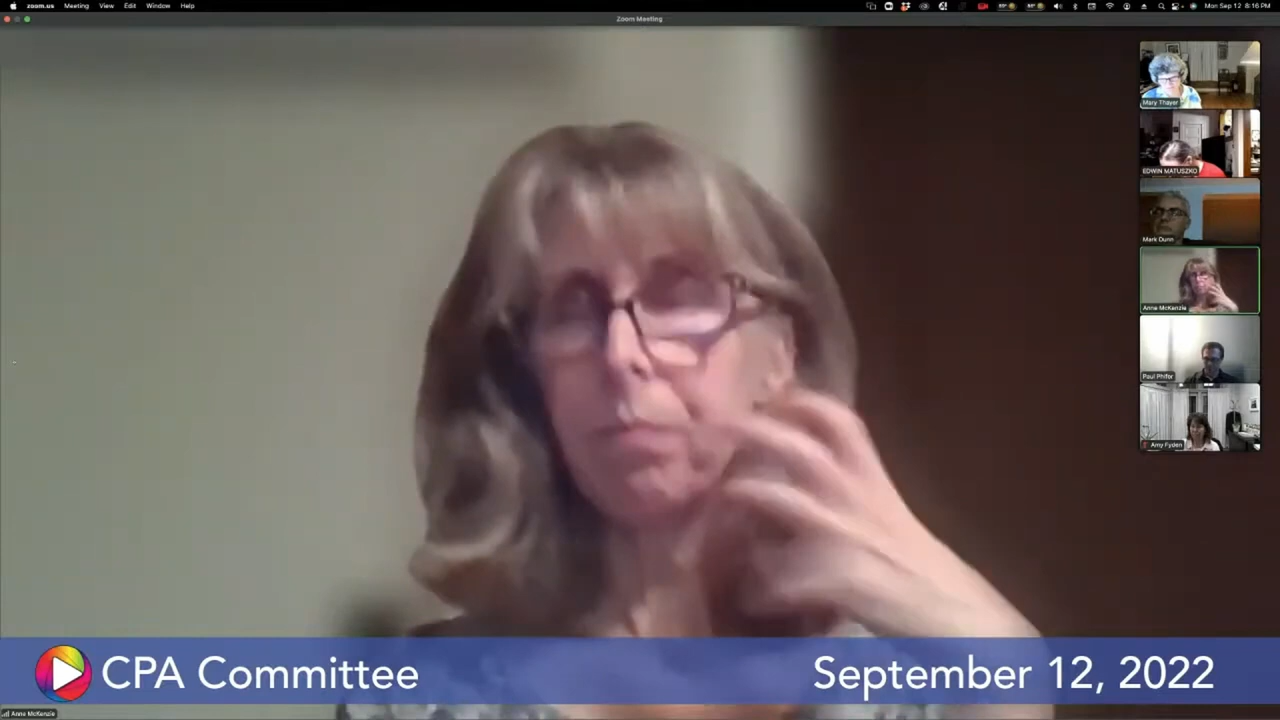 zoom.us Meeting View Edit Window Help
Mon Sep 12 8:16 PM
Zoom Meeting
Mary Thayer
EDWIN MATUSZKO
Mark Dunn
Anne McKenzie
Paul Phifer
Amy Fyden
CPA Committee
September 12, 2022
Anne McKenzie